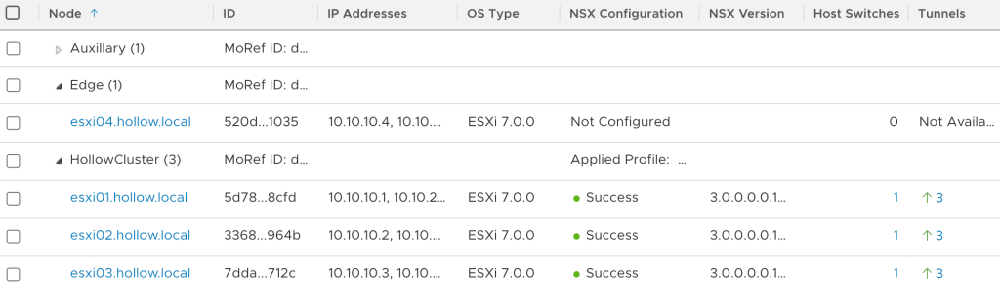 Node ↑ ID IP Addresses OS Type NSX Configuration NSX Version Host Switches Tunnels
Auxillary (1) MoRef ID: d...
Edge (1) MoRef ID: d...
esxi04.hollow.local 520d...1035 10.10.10.4, 10.10.... ESXi 7.0.0 Not Configured 0 Not Availa...
HollowCluster (3) MoRef ID: d... Applied Profile: ...
esxi01.hollow.local 5d78...8cfd 10.10.10.1, 10.10.2... ESXi 7.0.0 Success 3.0.0.0.0.1... 1 ↑ 3
esxi02.hollow.local 3368...964b 10.10.10.2, 10.10.... ESXi 7.0.0 Success 3.0.0.0.0.1... 1 ↑ 3
esxi03.hollow.local 7dda...712c 10.10.10.3, 10.10.... ESXi 7.0.0 Success 3.0.0.0.0.1... 1 ↑ 3